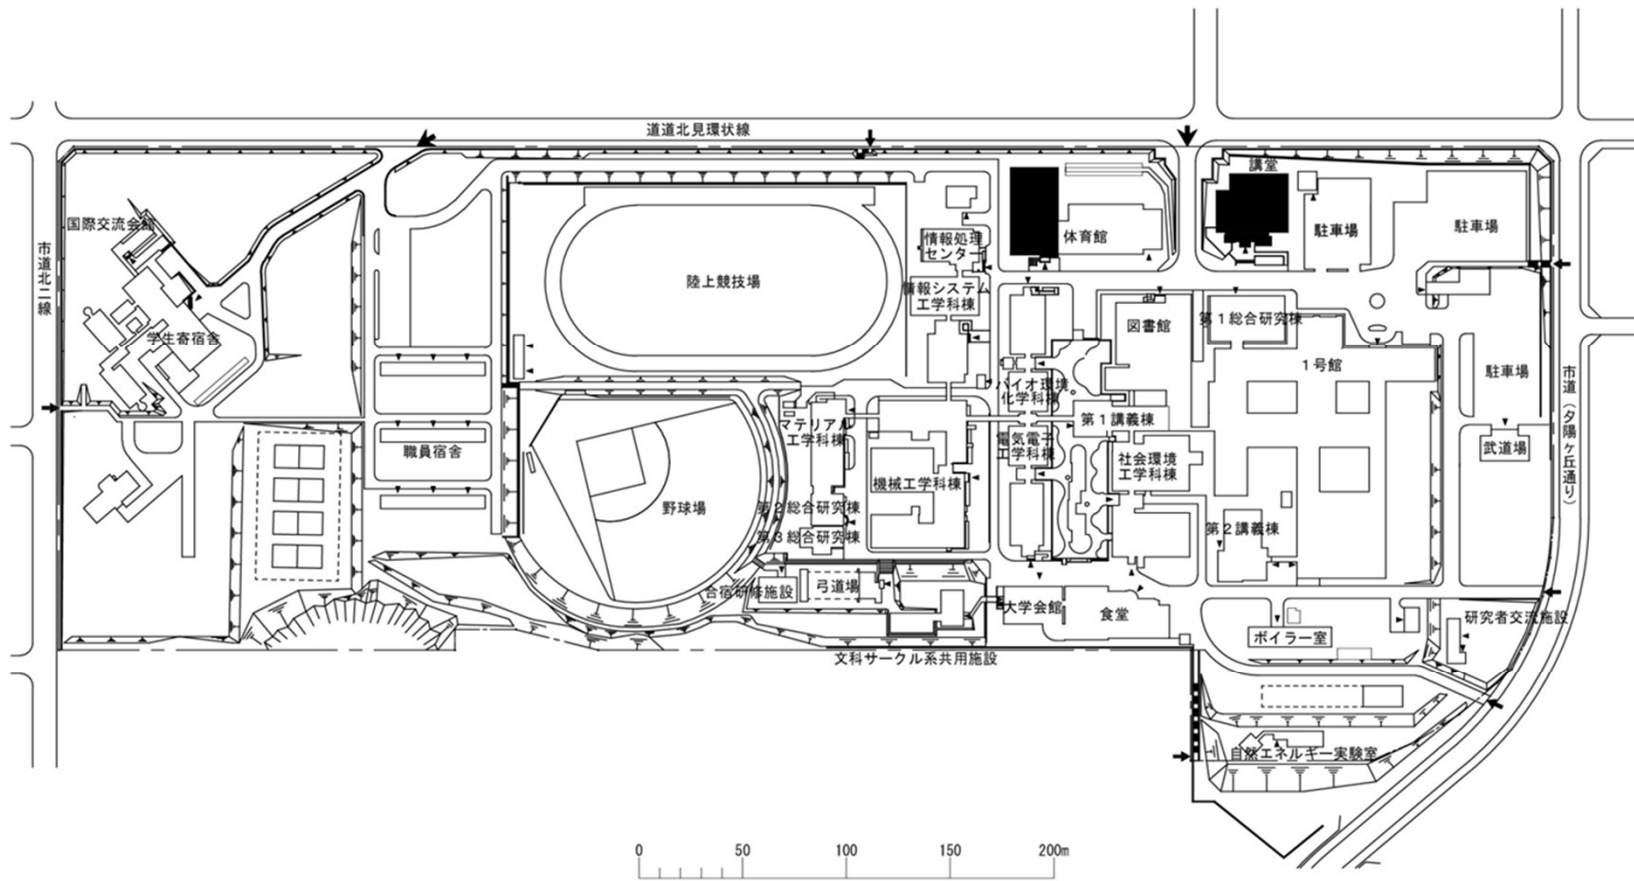 道道北見環状線
講堂
国際交流会館
市道北二線
情報処理
センター
体育館
駐車場
駐車場
陸上競技場
情報システム
工学科棟
学生寄宿舎
図書館
第１総合研究棟
１号館
駐車場
市道（夕陽ヶ丘通り）
バイオ環境
化学科棟
マテリアル
工学科棟
第１講義棟
職員宿舎
電気電子
工学科棟
社会環境
工学科棟
武道場
機械工学科棟
野球場
第２総合研究棟
第３総合研究棟
第２講義棟
合宿研修施設
弓道場
大学会館
食堂
研究者交流施設
ボイラー室
文科サークル系共用施設
自然エネルギー実験室
0 50 100 150 200m